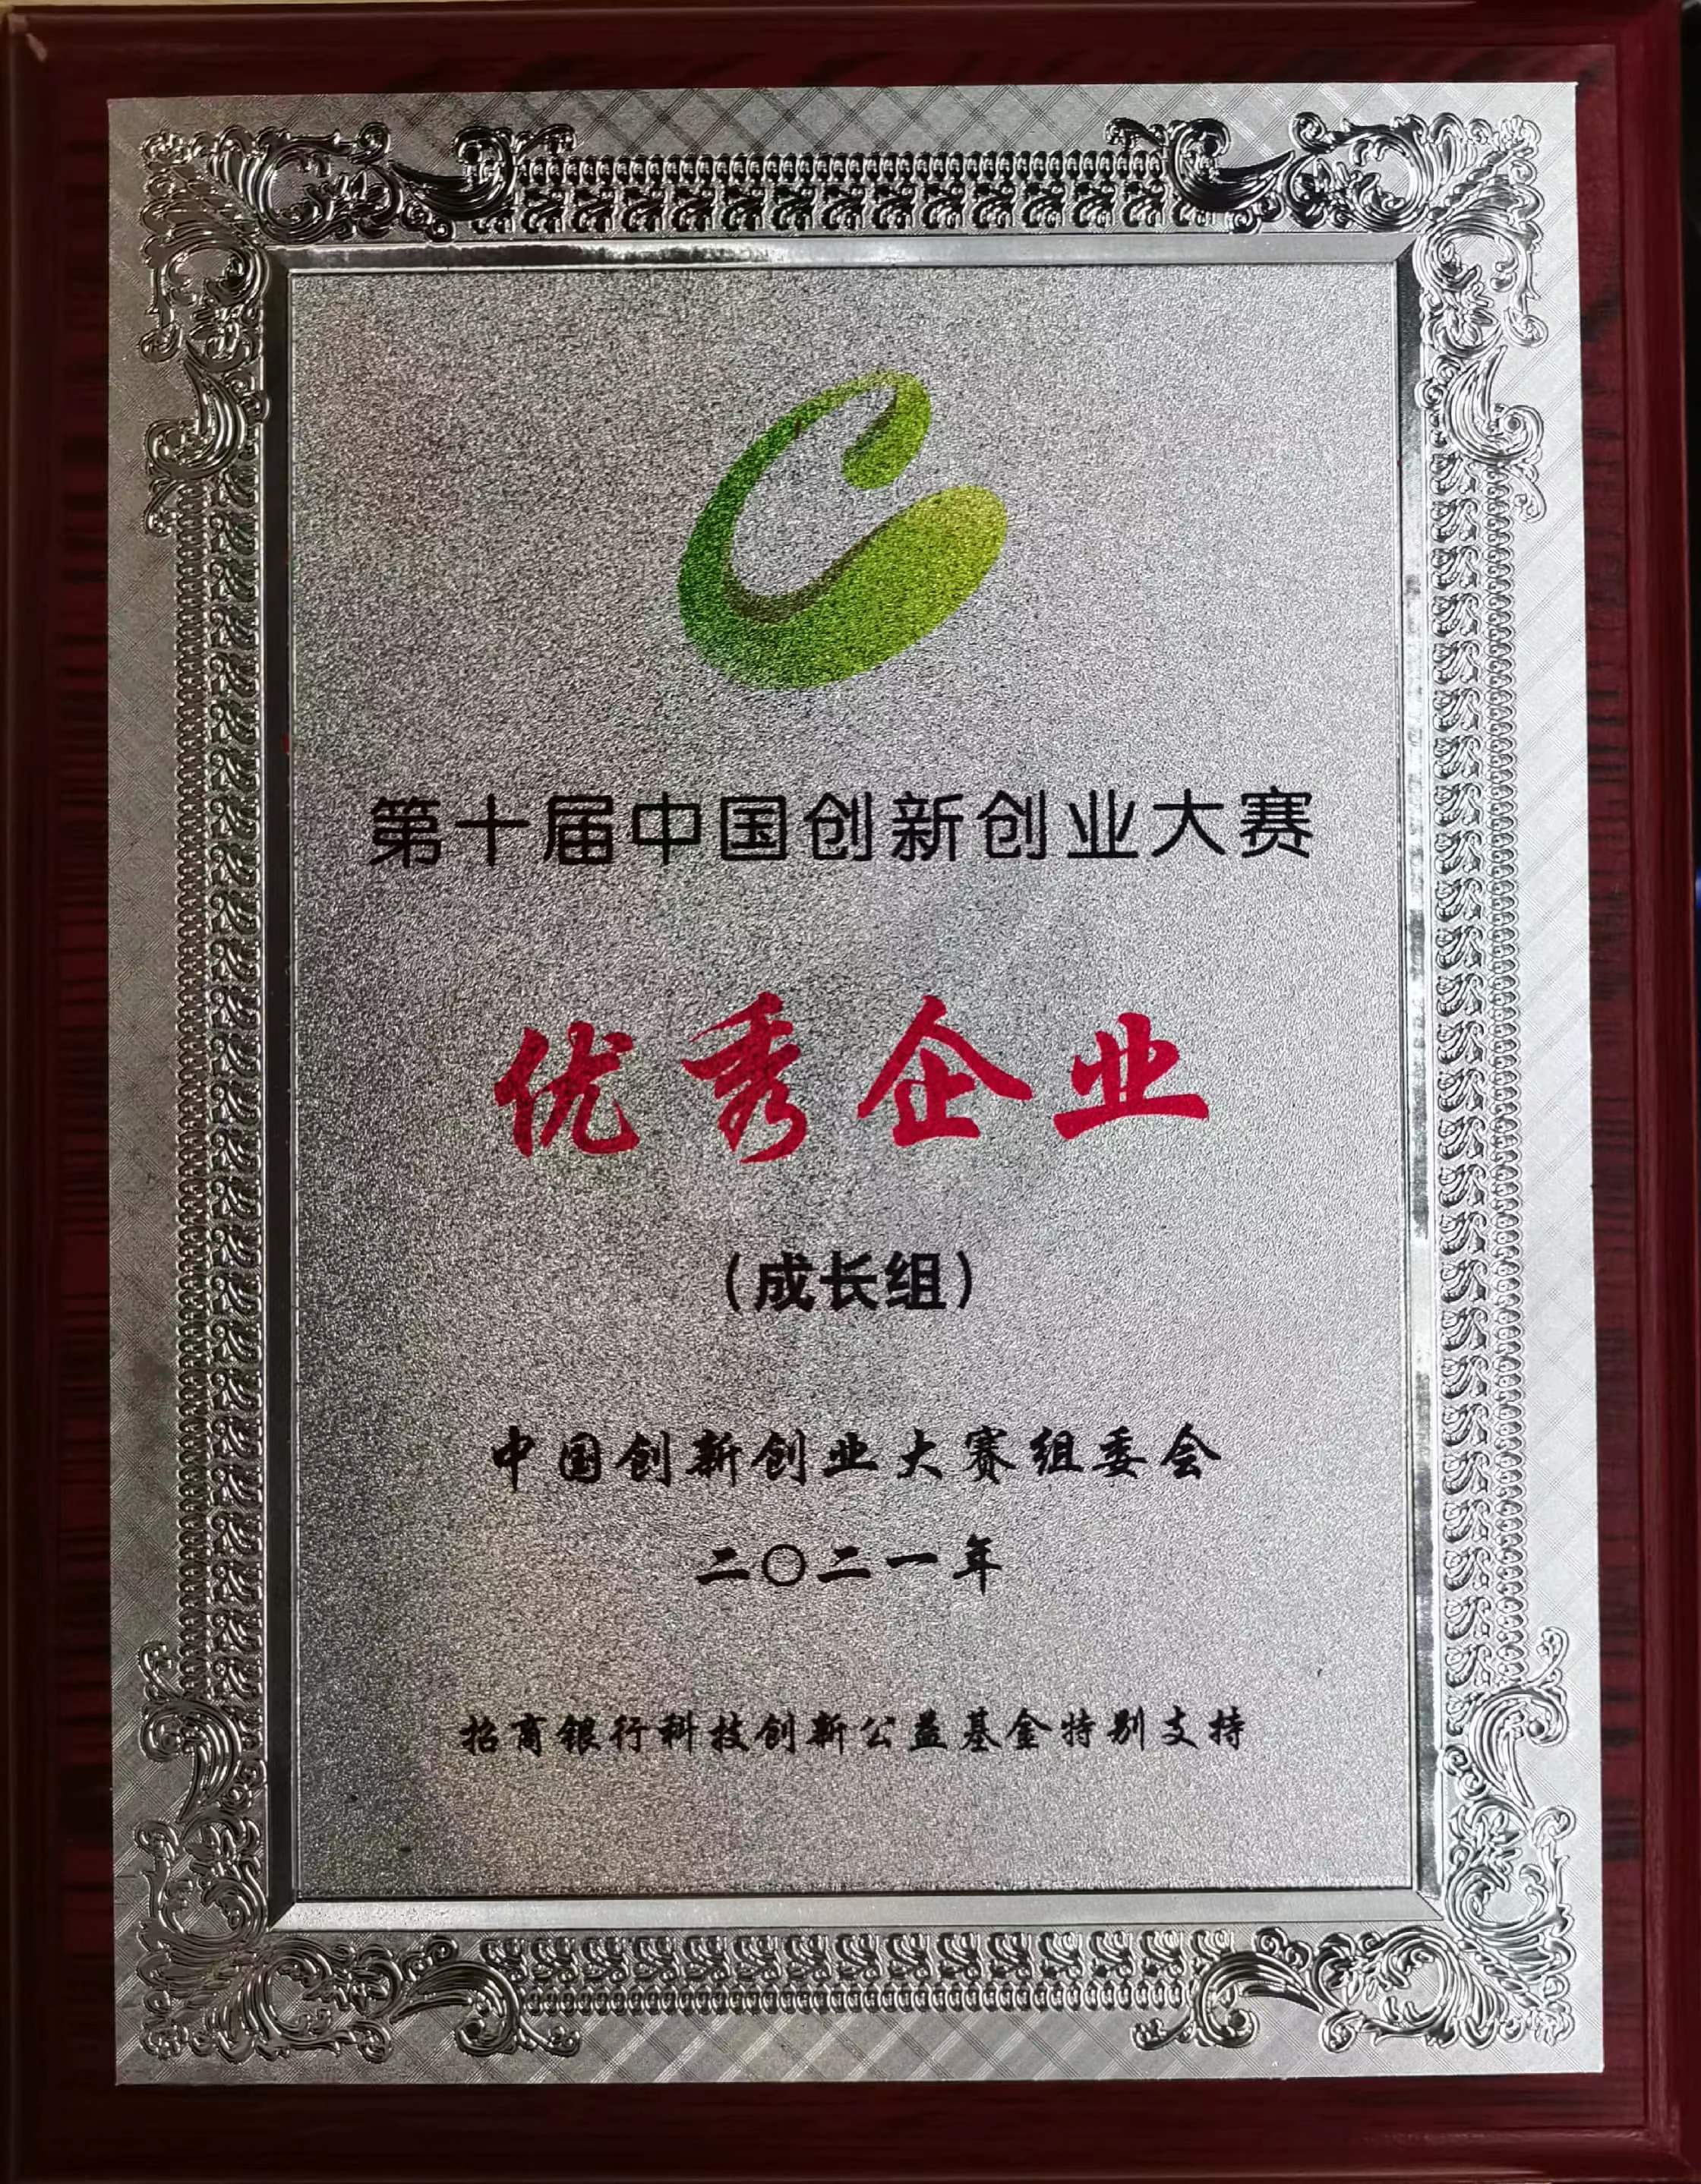 第十届中国创新创业大赛
优秀企业
（成长组）
中国创新创业大赛组委会
二〇二一年
招商银行科技创新公益基金特别支持